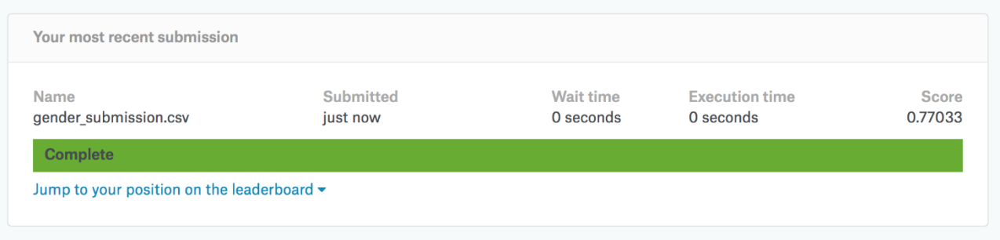 Your most recent submission
Name Submitted Wait time Execution time Score
gender_submission.csv just now 0 seconds 0 seconds 0.77033
Complete
Jump to your position on the leaderboard